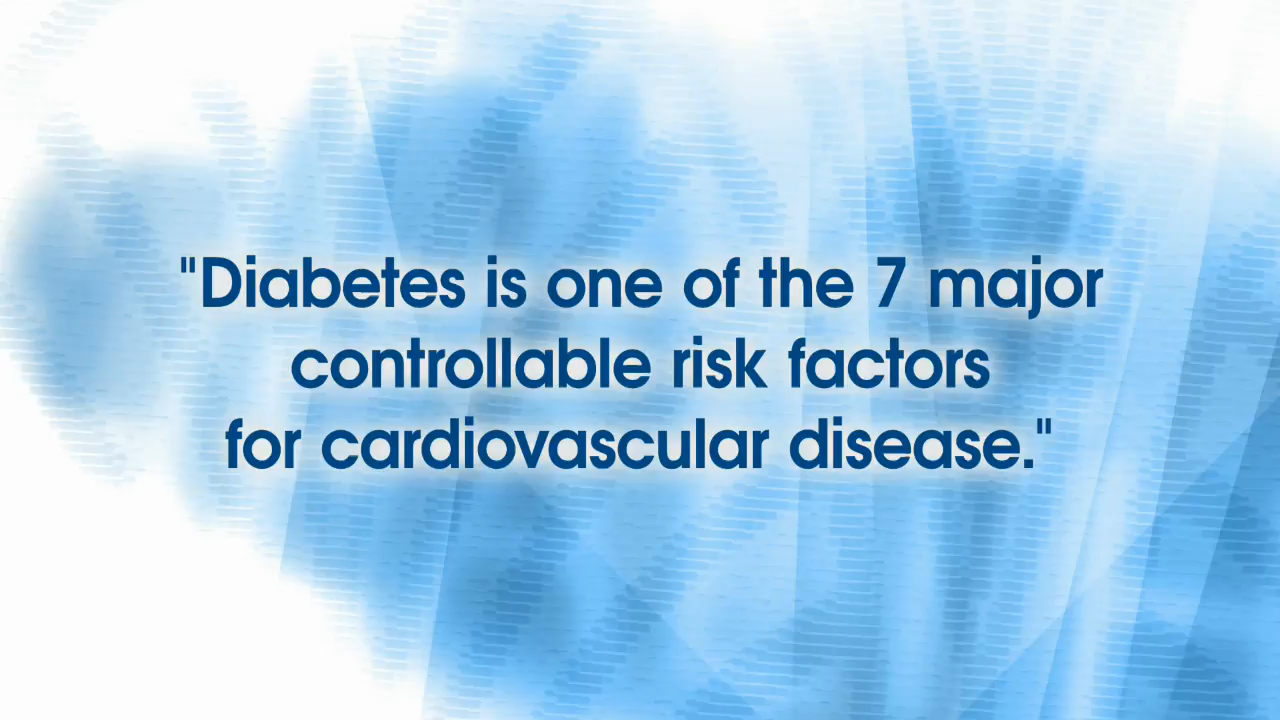 "Diabetes is one of the 7 major
controllable risk factors
for cardiovascular disease."